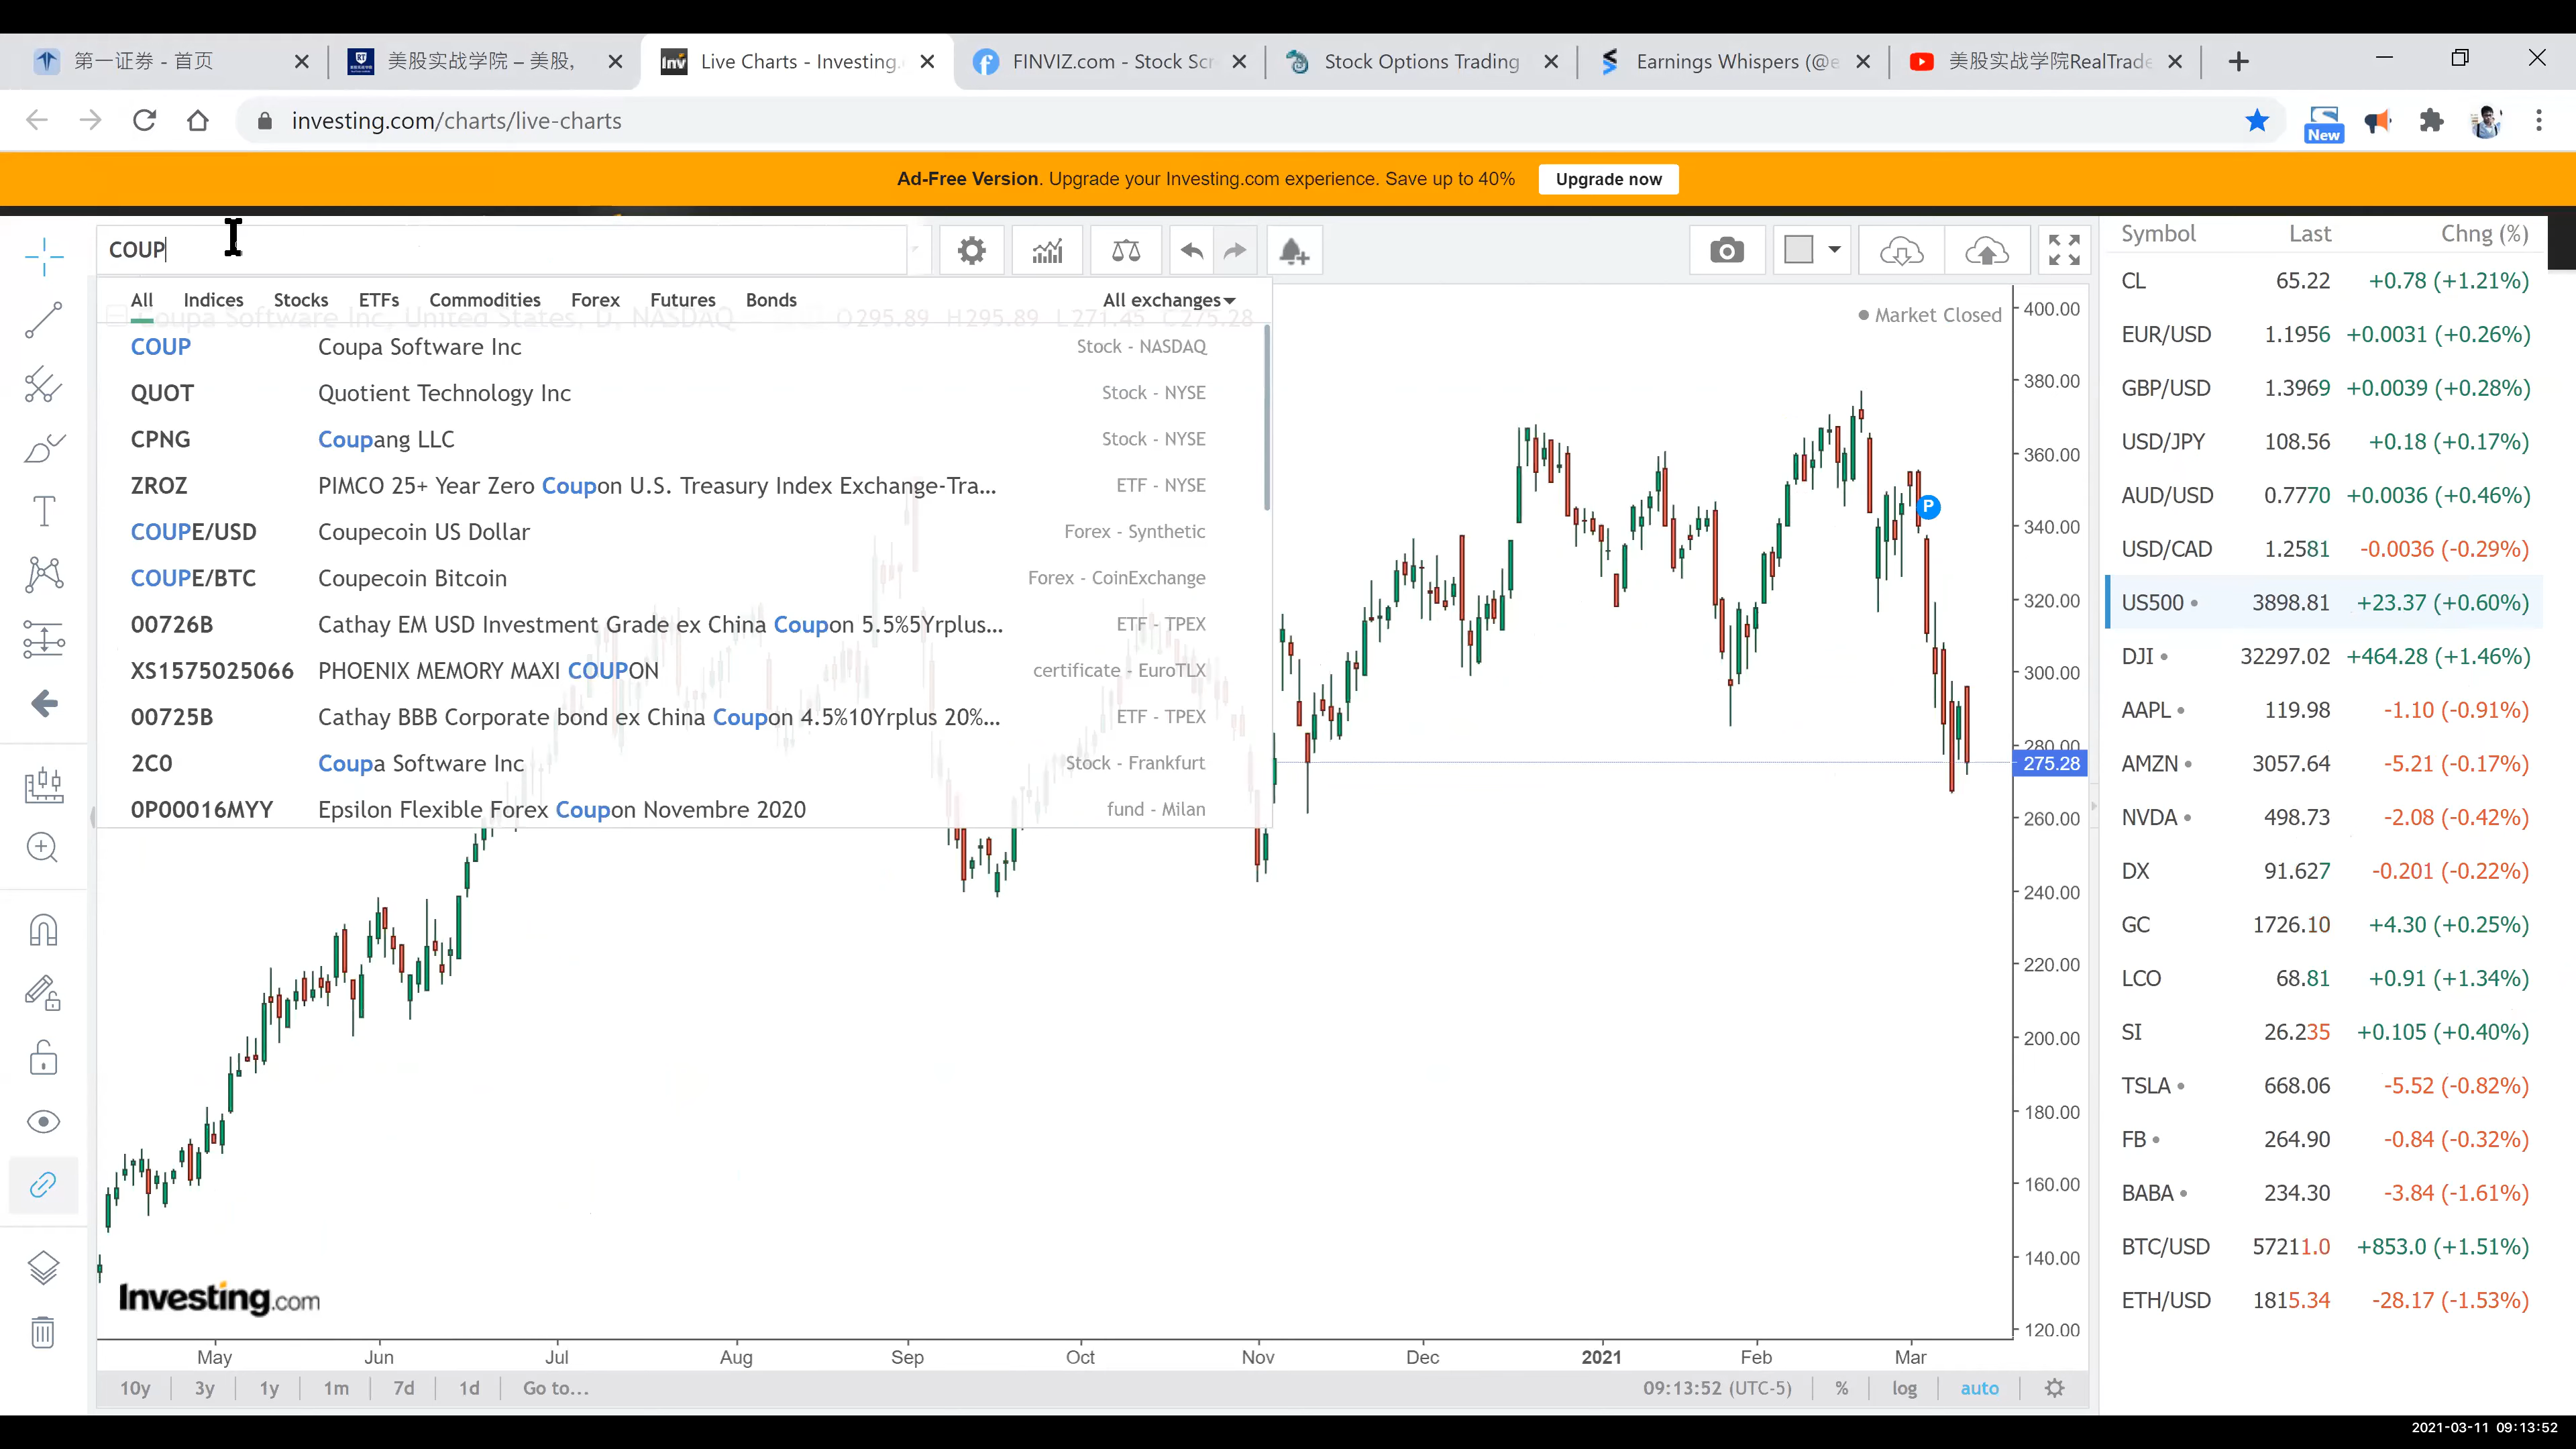 第一证券 - 首页
美股实战学院 – 美股,
Live Charts - Investing.
FINVIZ.com - Stock Scr
Stock Options Trading
Earnings Whispers (@e
美股实战学院RealTrade
investing.com/charts/live-charts
New
Ad-Free Version. Upgrade your Investing.com experience. Save up to 40% Upgrade now
COUP
All Indices Stocks ETFs Commodities Forex Futures Bonds All exchanges
Coupa Software Inc, United States, D, NASDAQ O295.89 H295.89 L271.45 C275.28
COUP Coupa Software Inc Stock - NASDAQ
QUOT Quotient Technology Inc Stock - NYSE
CPNG Coupang LLC Stock - NYSE
ZROZ PIMCO 25+ Year Zero Coupon U.S. Treasury Index Exchange-Tra... ETF - NYSE
COUPE/USD Coupecoin US Dollar Forex - Synthetic
COUPE/BTC Coupecoin Bitcoin Forex - CoinExchange
00726B Cathay EM USD Investment Grade ex China Coupon 5.5%5Yrplus... ETF - TPEX
XS1575025066 PHOENIX MEMORY MAXI COUPON certificate - EuroTLX
00725B Cathay BBB Corporate bond ex China Coupon 4.5%10Yrplus 20%... ETF - TPEX
2C0 Coupa Software Inc Stock - Frankfurt
0P00016MYY Epsilon Flexible Forex Coupon Novembre 2020 fund - Milan
Market Closed
P
400.00
380.00
360.00
340.00
320.00
300.00
280.00
275.28
260.00
240.00
220.00
200.00
180.00
160.00
140.00
120.00
Investing.com
May Jun Jul Aug Sep Oct Nov Dec 2021 Feb Mar
10y 3y 1y 1m 7d 1d Go to... 09:13:52 (UTC-5) % log auto
Symbol Last Chng (%)
CL 65.22 +0.78 (+1.21%)
EUR/USD 1.1956 +0.0031 (+0.26%)
GBP/USD 1.3969 +0.0039 (+0.28%)
USD/JPY 108.56 +0.18 (+0.17%)
AUD/USD 0.7770 +0.0036 (+0.46%)
USD/CAD 1.2581 -0.0036 (-0.29%)
US500 3898.81 +23.37 (+0.60%)
DJI 32297.02 +464.28 (+1.46%)
AAPL 119.98 -1.10 (-0.91%)
AMZN 3057.64 -5.21 (-0.17%)
NVDA 498.73 -2.08 (-0.42%)
DX 91.627 -0.201 (-0.22%)
GC 1726.10 +4.30 (+0.25%)
LCO 68.81 +0.91 (+1.34%)
SI 26.235 +0.105 (+0.40%)
TSLA 668.06 -5.52 (-0.82%)
FB 264.90 -0.84 (-0.32%)
BABA 234.30 -3.84 (-1.61%)
BTC/USD 57211.0 +853.0 (+1.51%)
ETH/USD 1815.34 -28.17 (-1.53%)
2021-03-11 09:13:52